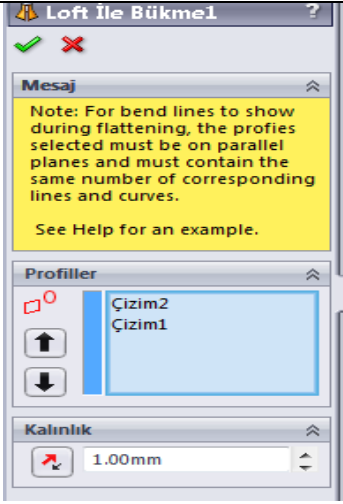 Loft İle Bükme1 ?
Mesaj
Note: For bend lines to show
during flattening, the profies
selected must be on parallel
planes and must contain the
same number of corresponding
lines and curves.
See Help for an example.
Profiller
Çizim2
Çizim1
Kalınlık
1.00mm